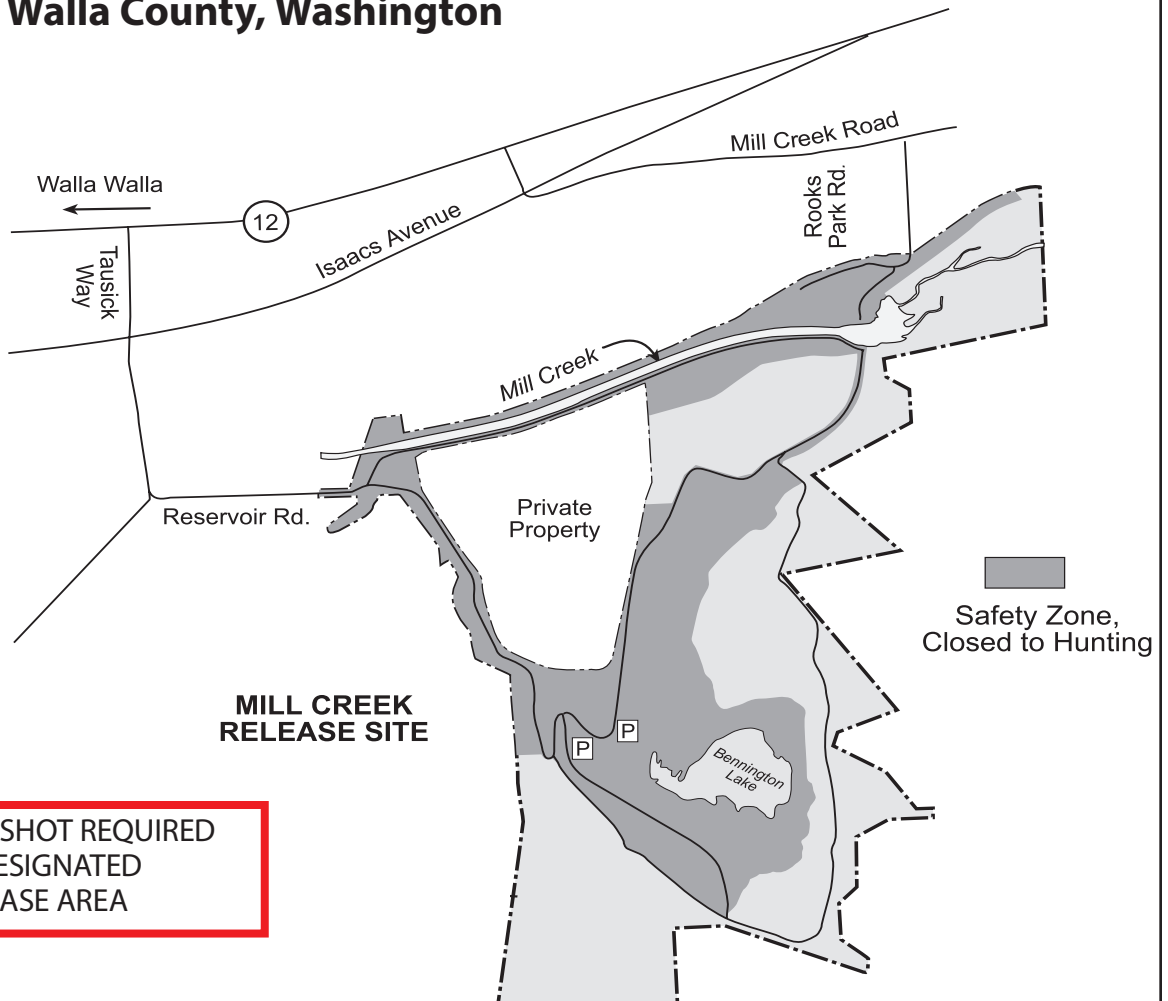 Walla County, Washington
Mill Creek Road
Walla Walla
12
Rooks
Park Rd.
Isaacs Avenue
Tausick
Way
Mill Creek
Private
Property
Reservoir Rd.
Safety Zone,
Closed to Hunting
MILL CREEK
RELEASE SITE
P
P
Bennington
Lake
SHOT REQUIRED
ESIGNATED
ASE AREA